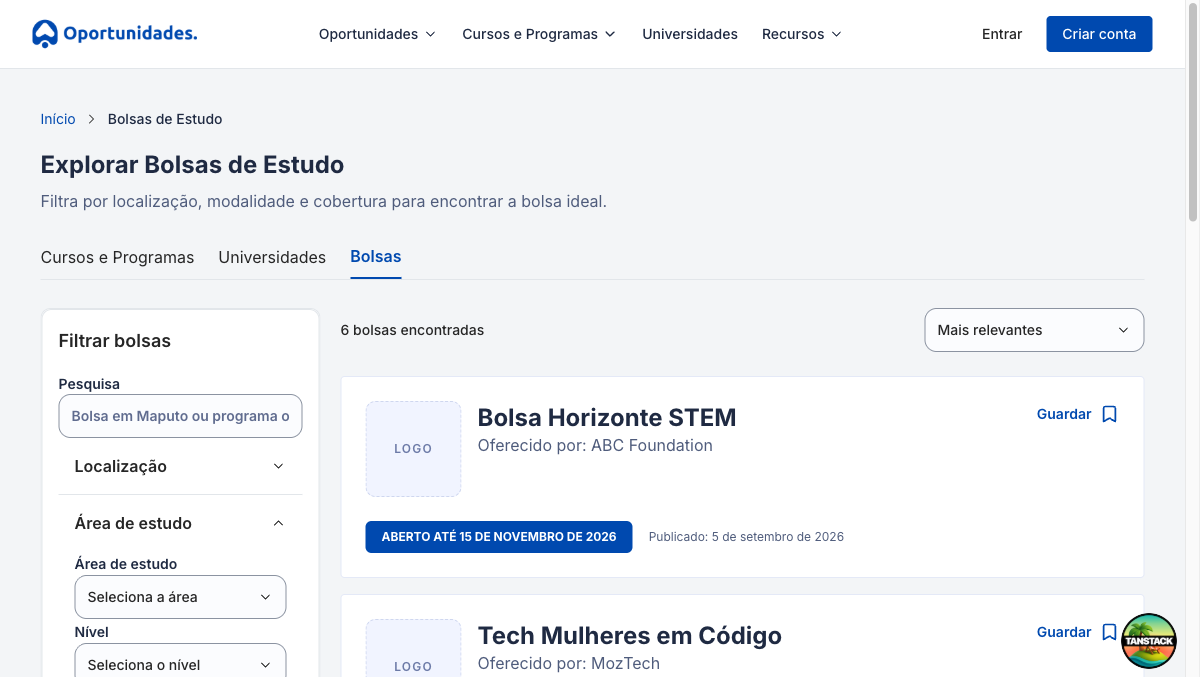 Oportunidades.
Oportunidades
Cursos e Programas
Universidades
Recursos
Entrar
Criar conta
Início
Bolsas de Estudo
Explorar Bolsas de Estudo
Filtra por localização, modalidade e cobertura para encontrar a bolsa ideal.
Cursos e Programas
Universidades
Bolsas
Filtrar bolsas
Pesquisa
Bolsa em Maputo ou programa o
Localização
Área de estudo
Área de estudo
Seleciona a área
Nível
Seleciona o nível
6 bolsas encontradas
Mais relevantes
LOGO
Bolsa Horizonte STEM
Oferecido por: ABC Foundation
Guardar
ABERTO ATÉ 15 DE NOVEMBRO DE 2026
Publicado: 5 de setembro de 2026
LOGO
Tech Mulheres em Código
Oferecido por: MozTech
Guardar
TANSTACK